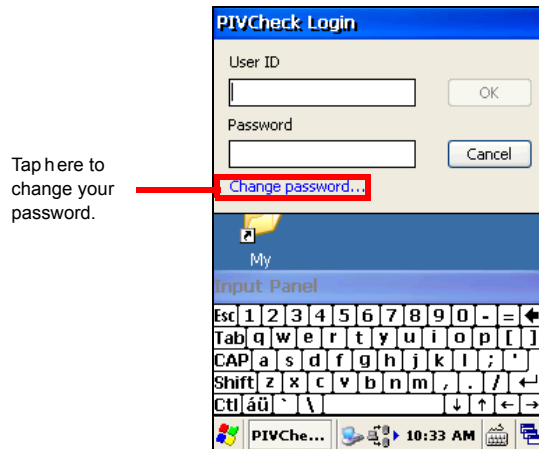 PIVCheck Login
User ID
OK
Password
Cancel
Change password...
Tap here to
change your
password.
My
Input Panel
Esc 1 2 3 4 5 6 7 8 9 0 - =
Tab q w e r t y u i o p [ ]
CAP a s d f g h j k l ; '
Shift z x c v b n m , . /
Ctl áü ` \ ↓ ↑ ← →
PIVChe... 10:33 AM